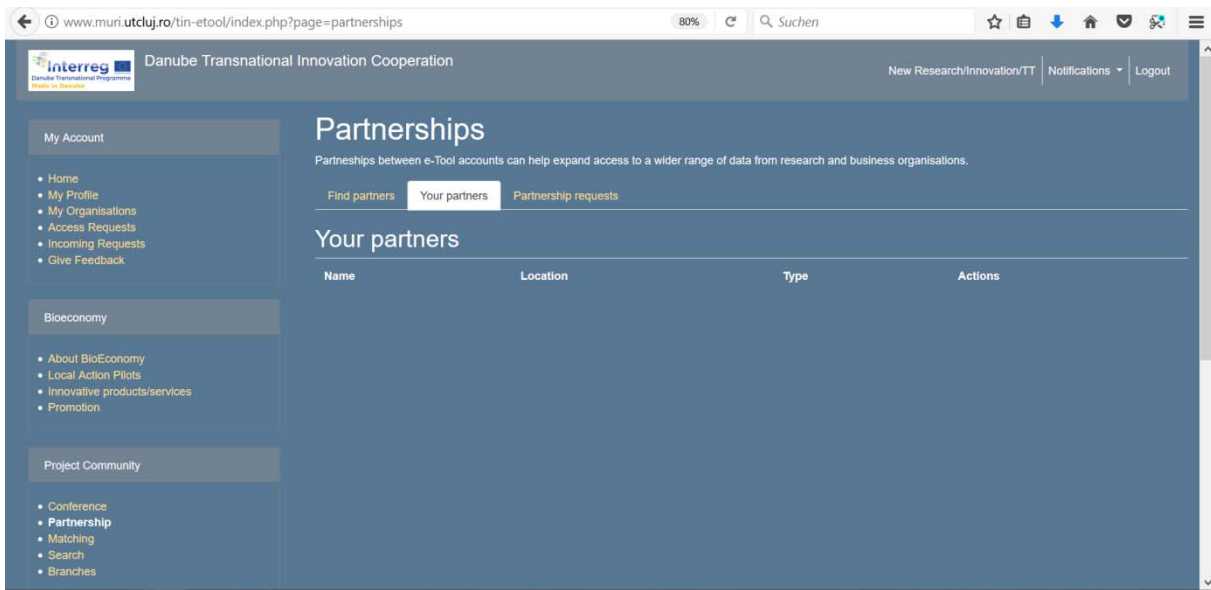 www.muri.utcluj.ro/tin-etool/index.php?page=partnerships
80%
Suchen
Interreg
Danube Transnational Programme
Made in Danube
Danube Transnational Innovation Cooperation
New Research/Innovation/TT
Notifications
Logout
My Account
Home
My Profile
My Organisations
Access Requests
Incoming Requests
Give Feedback
Bioeconomy
About BioEconomy
Local Action Pilots
Innovative products/services
Promotion
Project Community
Conference
Partnership
Matching
Search
Branches
Partnerships
Partneships between e-Tool accounts can help expand access to a wider range of data from research and business organisations.
Find partners
Your partners
Partnership requests
Your partners
Name Location Type Actions